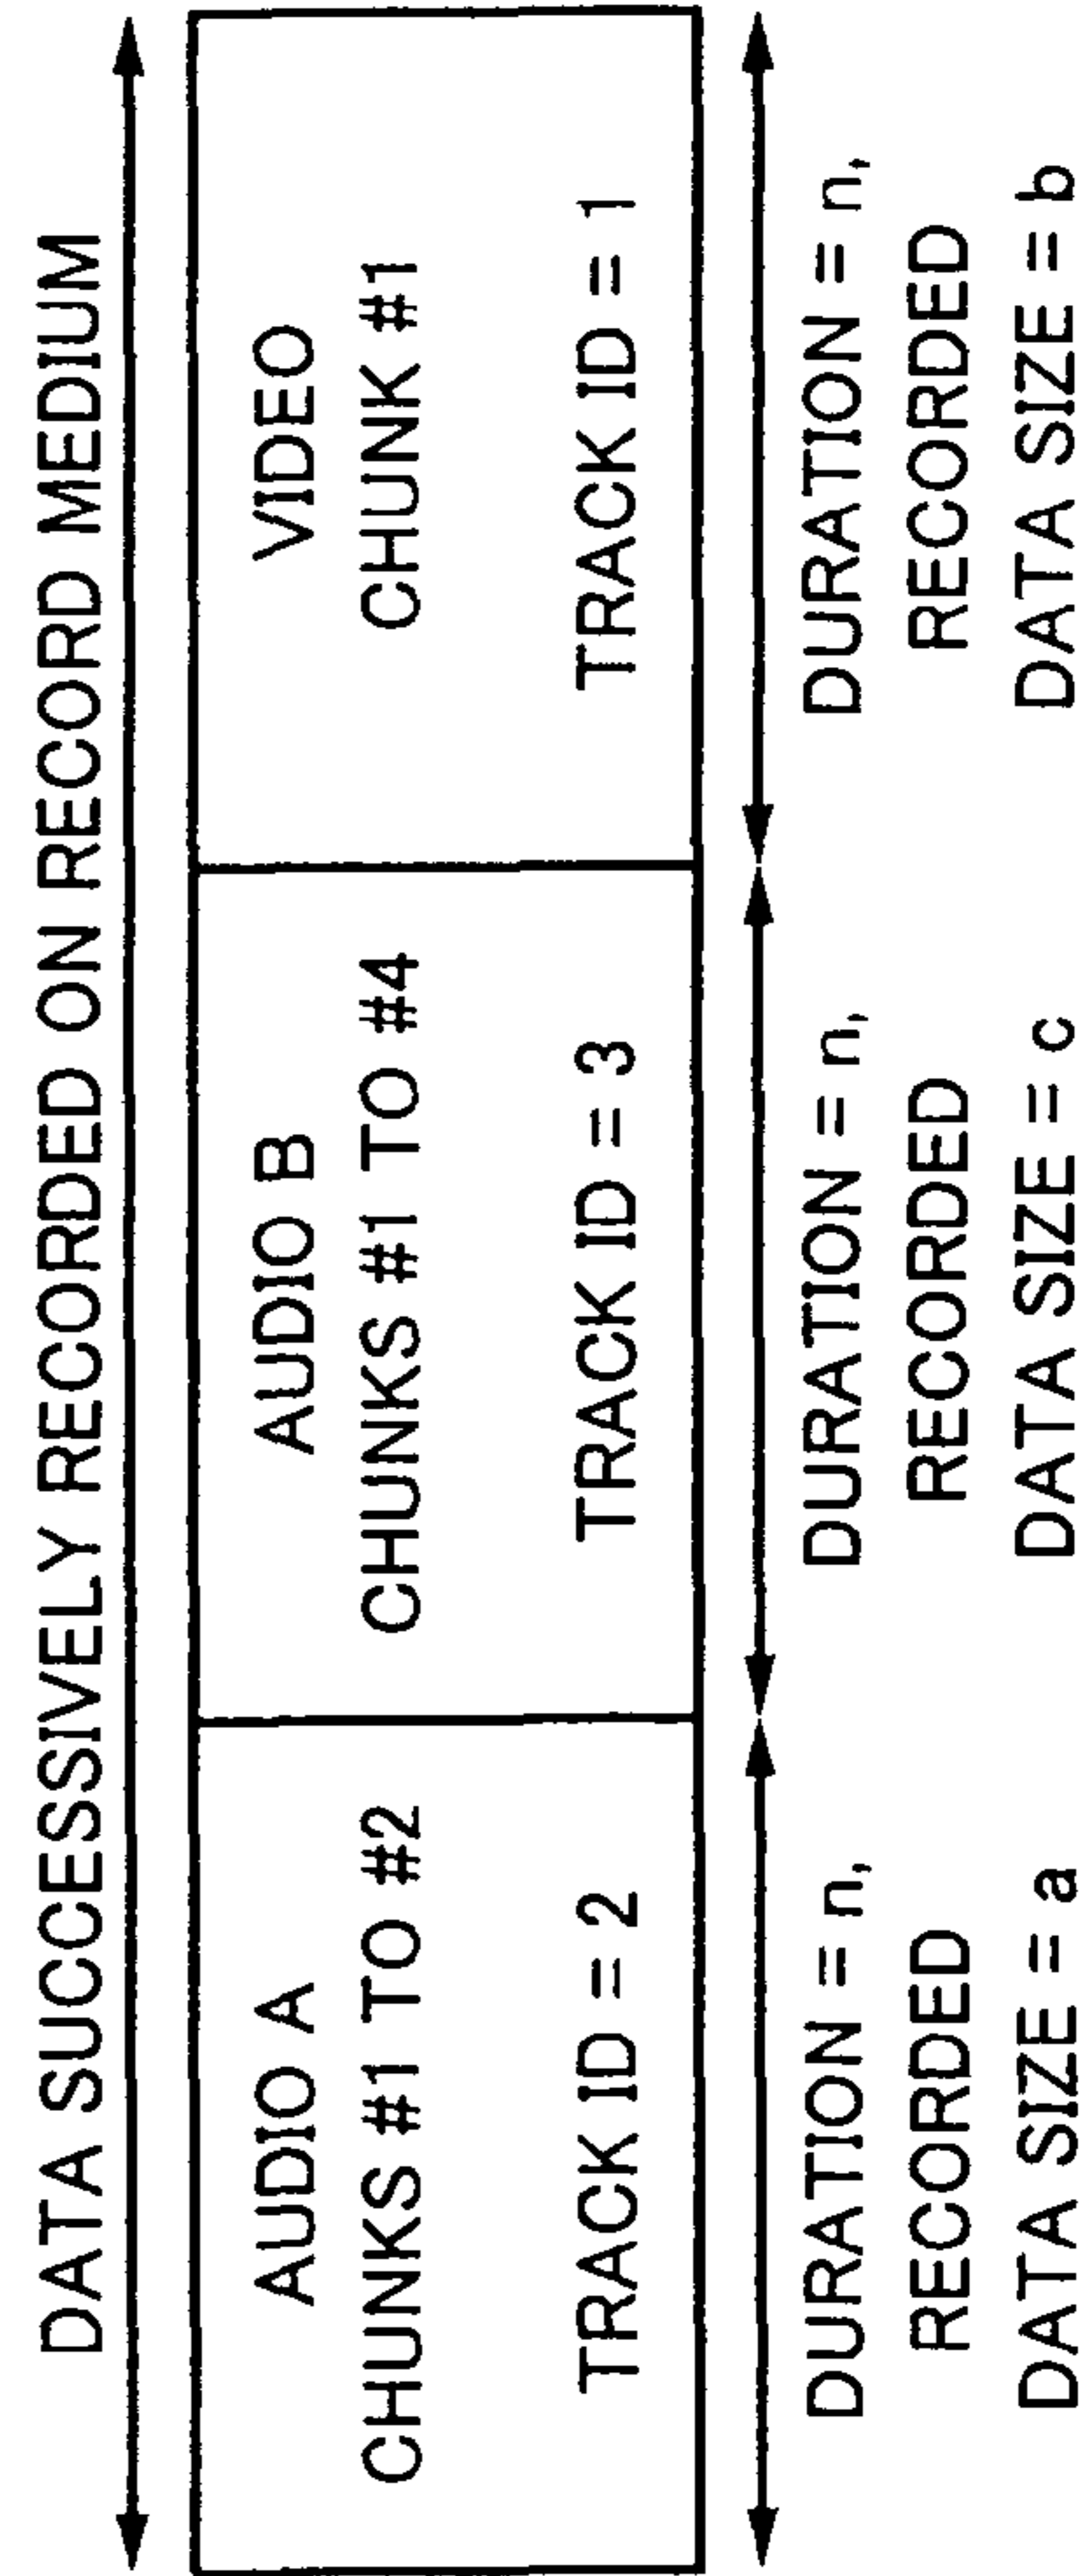 DATA SUCCESSIVELY RECORDED ON RECORD MEDIUM
AUDIO A
CHUNKS #1 TO #2
TRACK ID = 2
AUDIO B
CHUNKS #1 TO #4
TRACK ID = 3
VIDEO
CHUNK #1
TRACK ID = 1
DURATION = n,
RECORDED
DATA SIZE = a
DURATION = n,
RECORDED
DATA SIZE = c
DURATION = n,
RECORDED
DATA SIZE = b